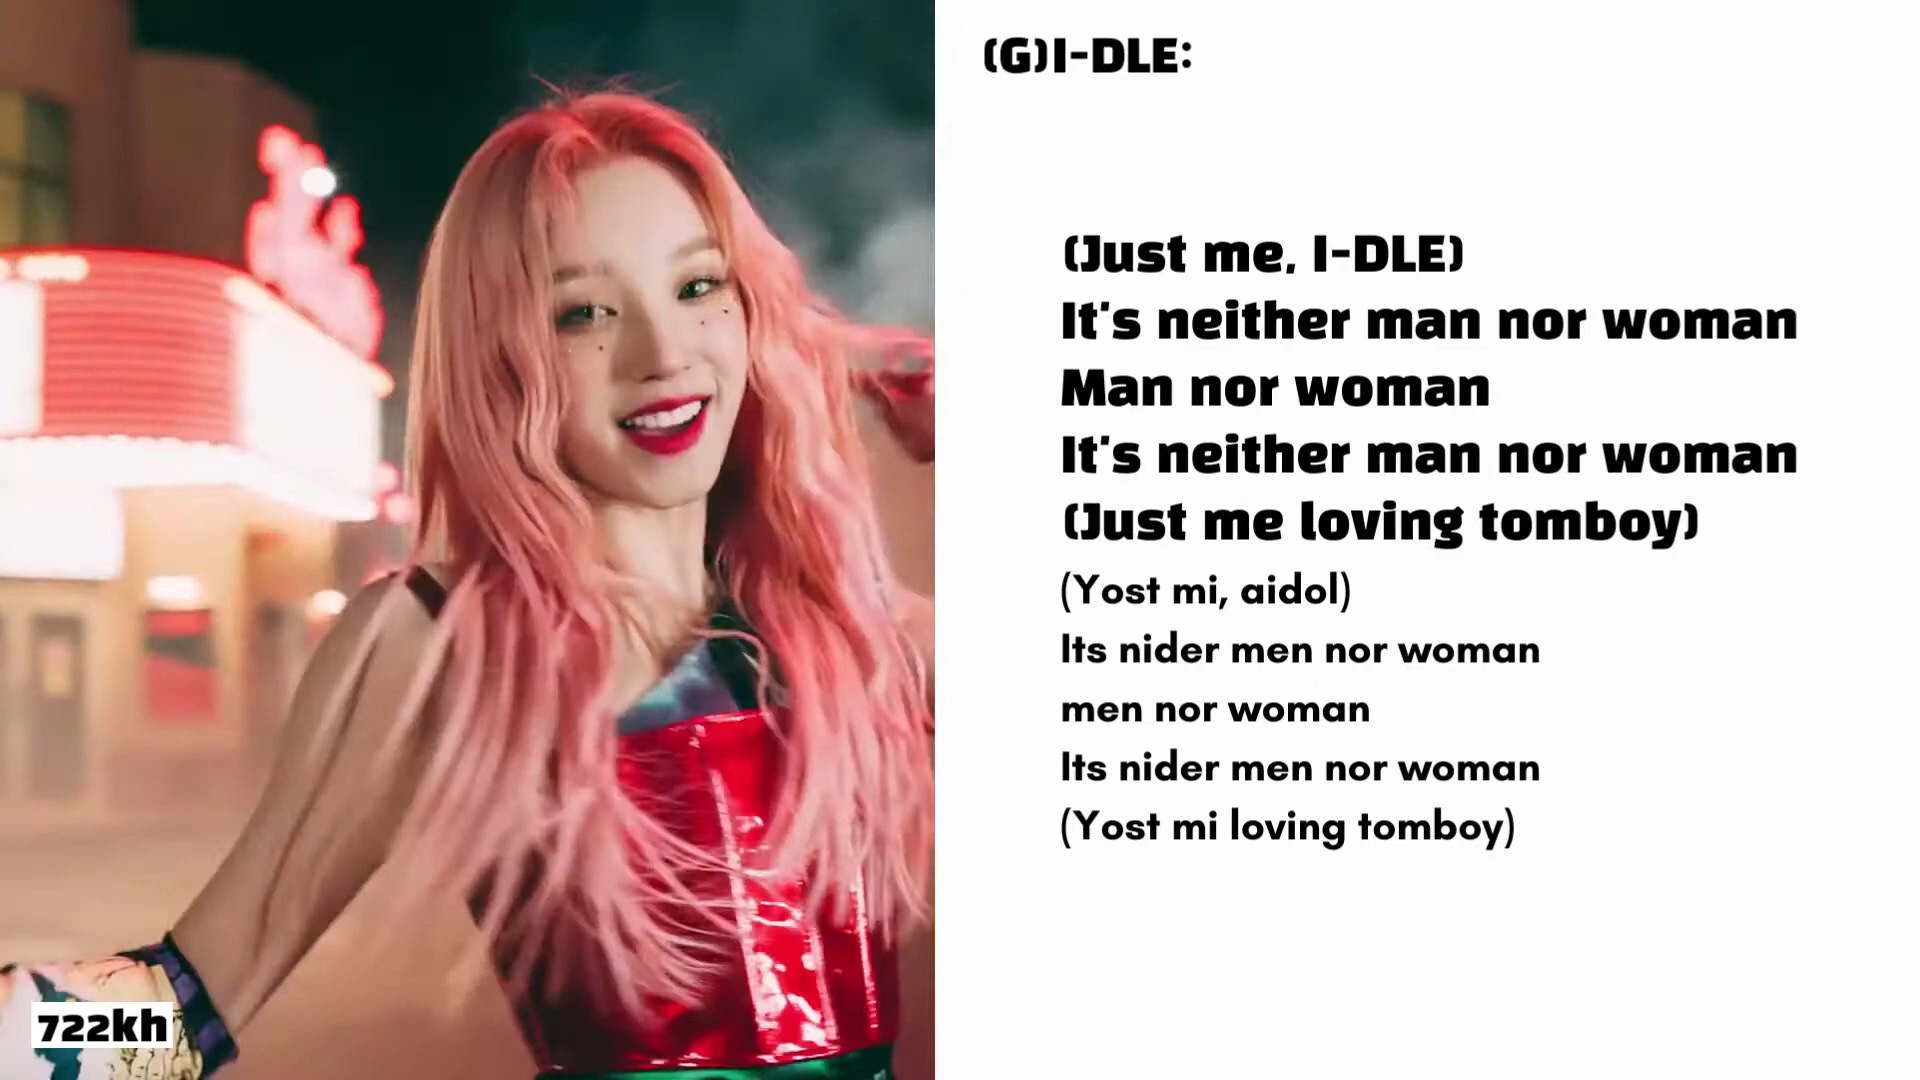 (G)I-DLE:
(Just me, I-DLE)
It's neither man nor woman
Man nor woman
It's neither man nor woman
(Just me loving tomboy)
(Yost mi, aidol)
Its nider men nor woman
men nor woman
Its nider men nor woman
(Yost mi loving tomboy)
722kh